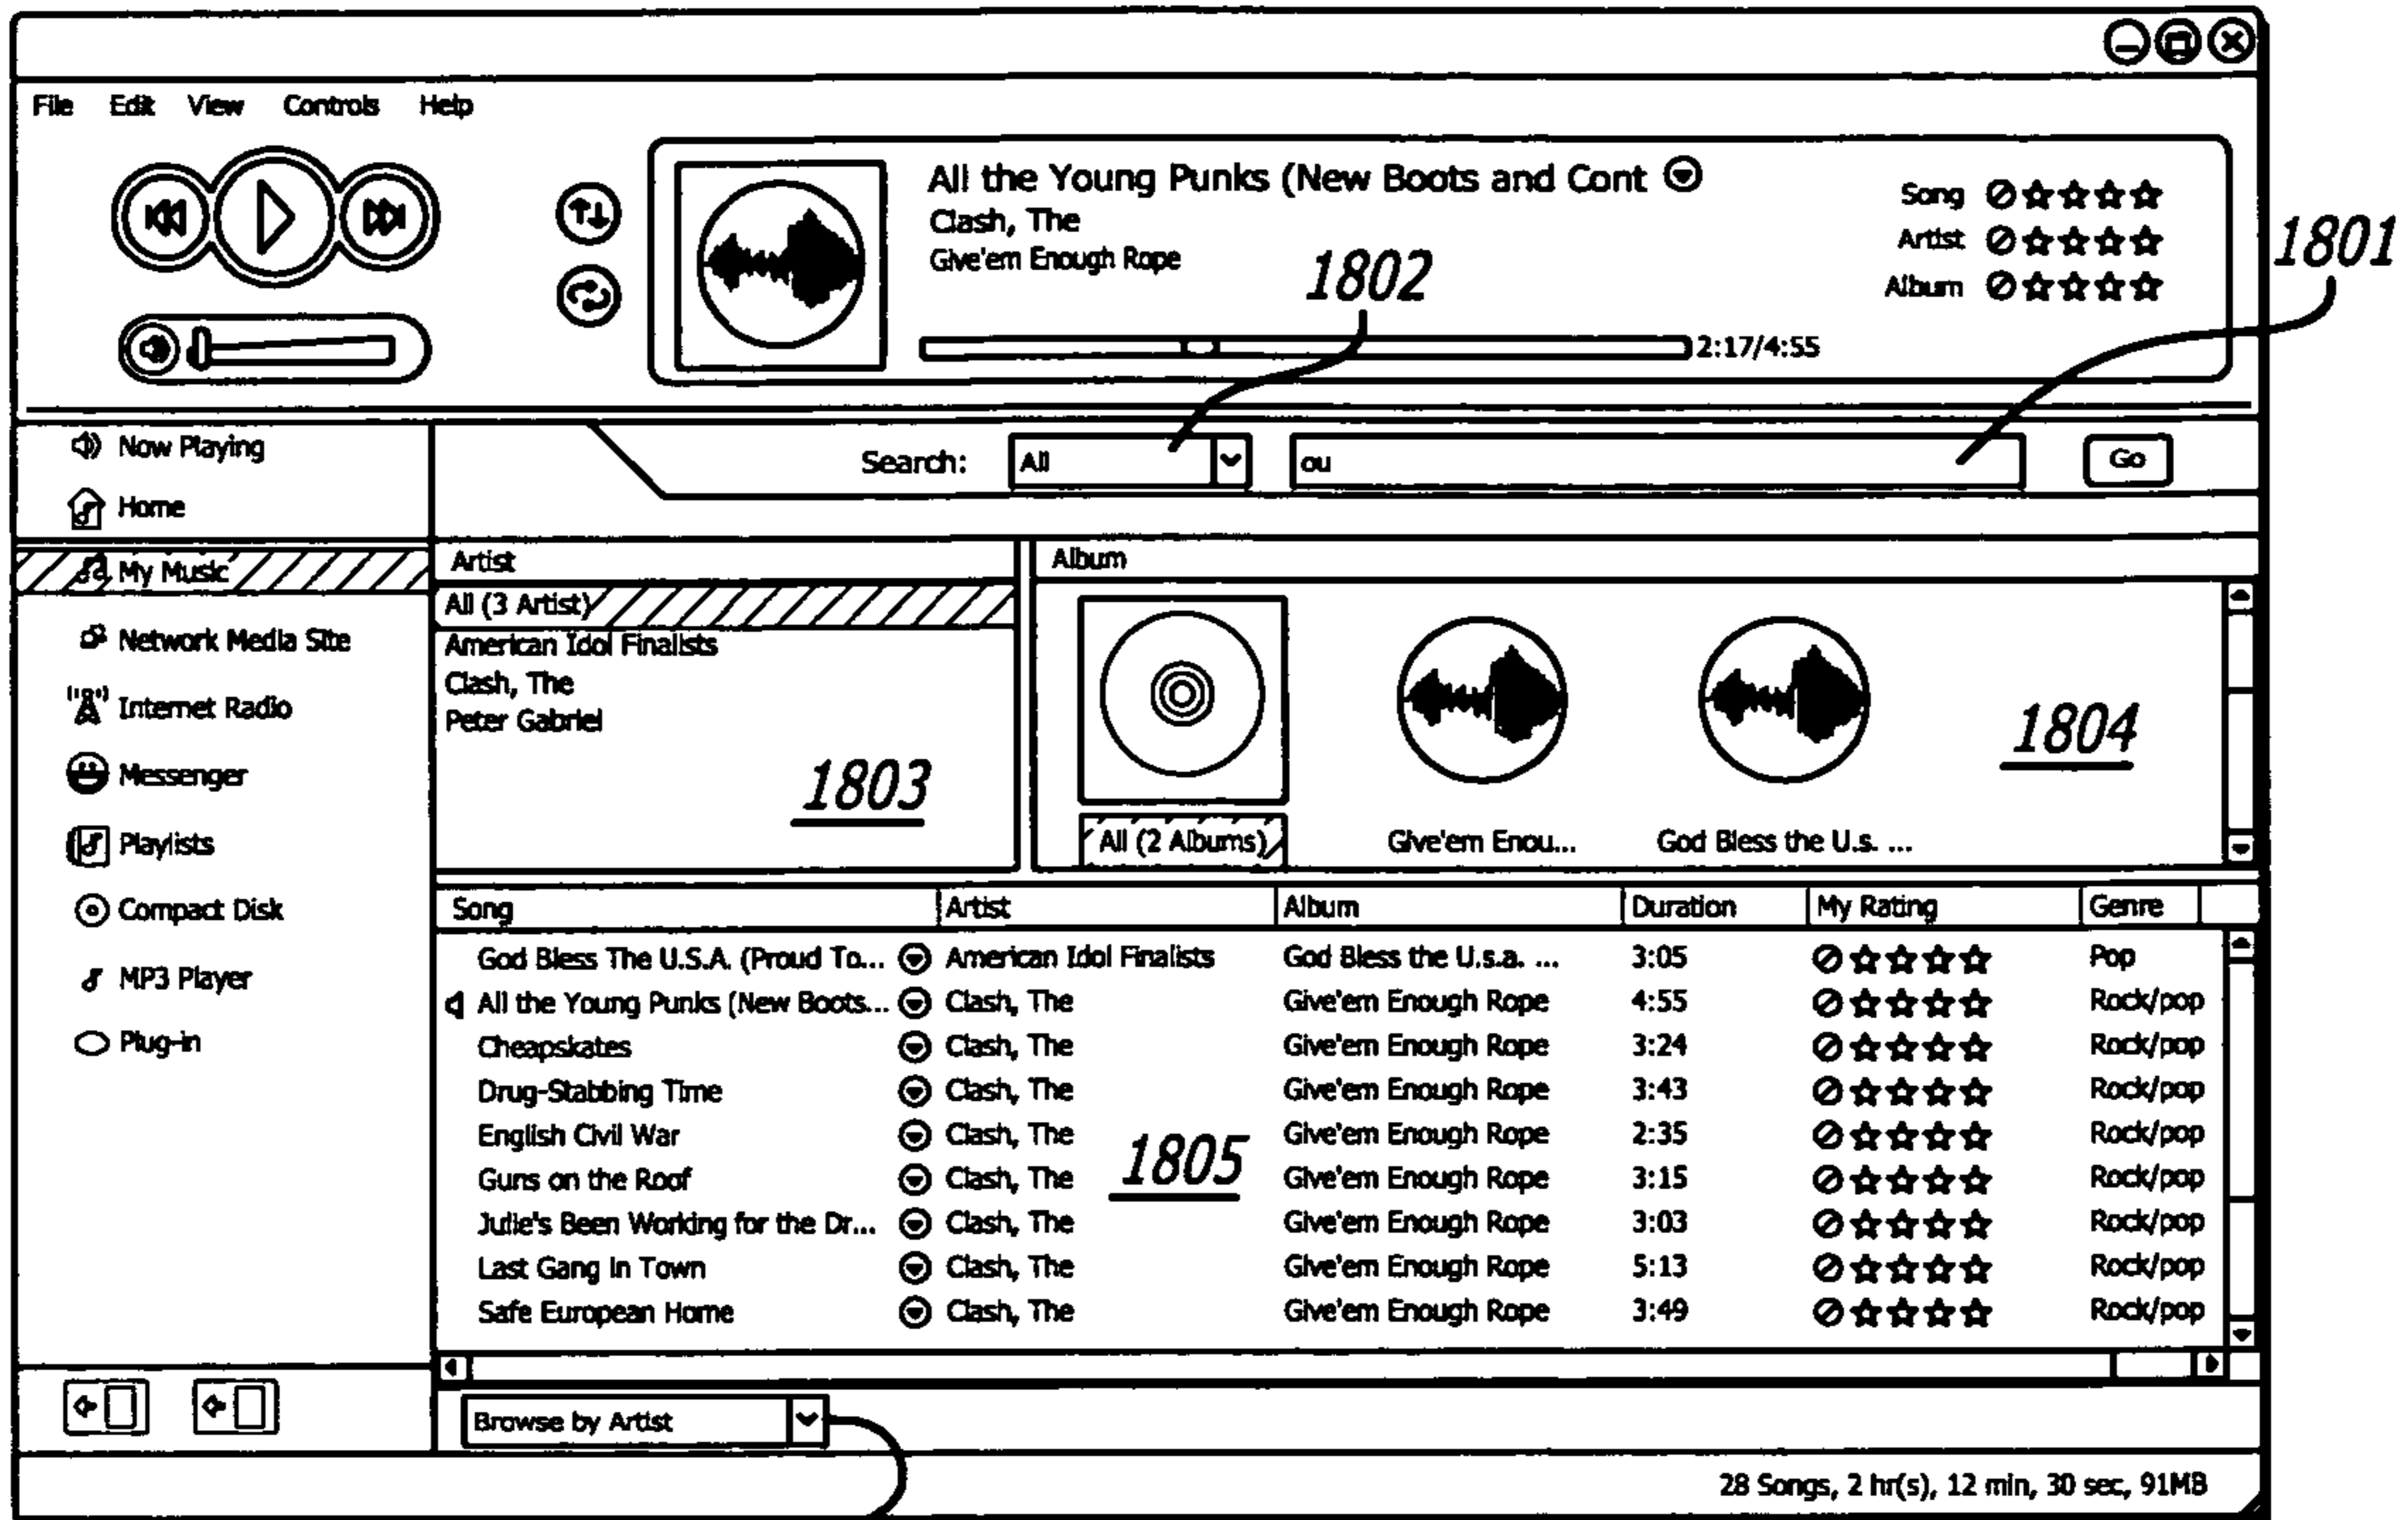 File Edit View Controls Help
All the Young Punks (New Boots and Cont
Clash, The
Give'em Enough Rope
2:17/4:55
Song
Artist
Album
1801
1802
Search: All ou Go
Now Playing
Home
My Music
Network Media Site
Internet Radio
Messenger
Playlists
Compact Disk
MP3 Player
Plug-in
Artist
All (3 Artist)
American Idol Finalists
Clash, The
Peter Gabriel
1803
Album
All (2 Albums) Give'em Enou... God Bless the U.s. ...
1804
Song Artist Album Duration My Rating Genre
God Bless The U.S.A. (Proud To... American Idol Finalists God Bless the U.s.a. ... 3:05 Pop
All the Young Punks (New Boots... Clash, The Give'em Enough Rope 4:55 Rock/pop
Cheapskates Clash, The Give'em Enough Rope 3:24 Rock/pop
Drug-Stabbing Time Clash, The Give'em Enough Rope 3:43 Rock/pop
English Civil War Clash, The Give'em Enough Rope 2:35 Rock/pop
Guns on the Roof Clash, The Give'em Enough Rope 3:15 Rock/pop
Julie's Been Working for the Dr... Clash, The Give'em Enough Rope 3:03 Rock/pop
Last Gang In Town Clash, The Give'em Enough Rope 5:13 Rock/pop
Safe European Home Clash, The Give'em Enough Rope 3:49 Rock/pop
1805
Browse by Artist
28 Songs, 2 hr(s), 12 min, 30 sec, 91MB